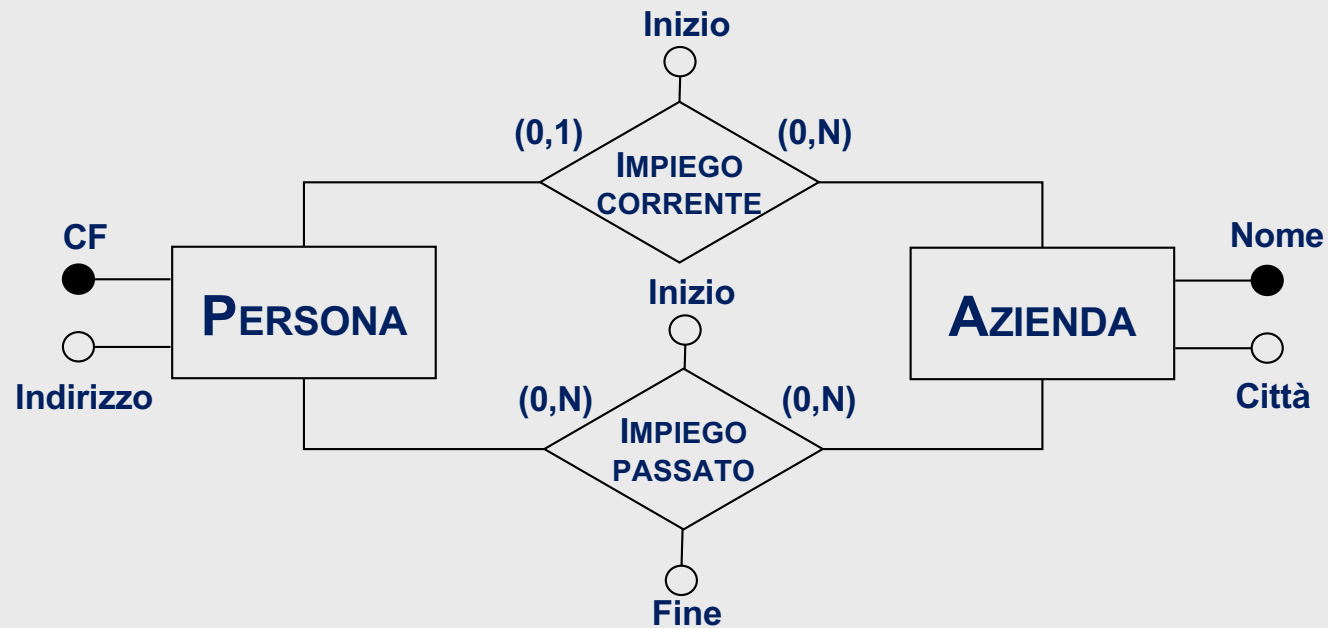 Inizio
(0,1) (0,N)
IMPIEGO
CORRENTE
CF
Nome
PERSONA
AZIENDA
Inizio
Indirizzo
Città
(0,N) (0,N)
IMPIEGO
PASSATO
Fine